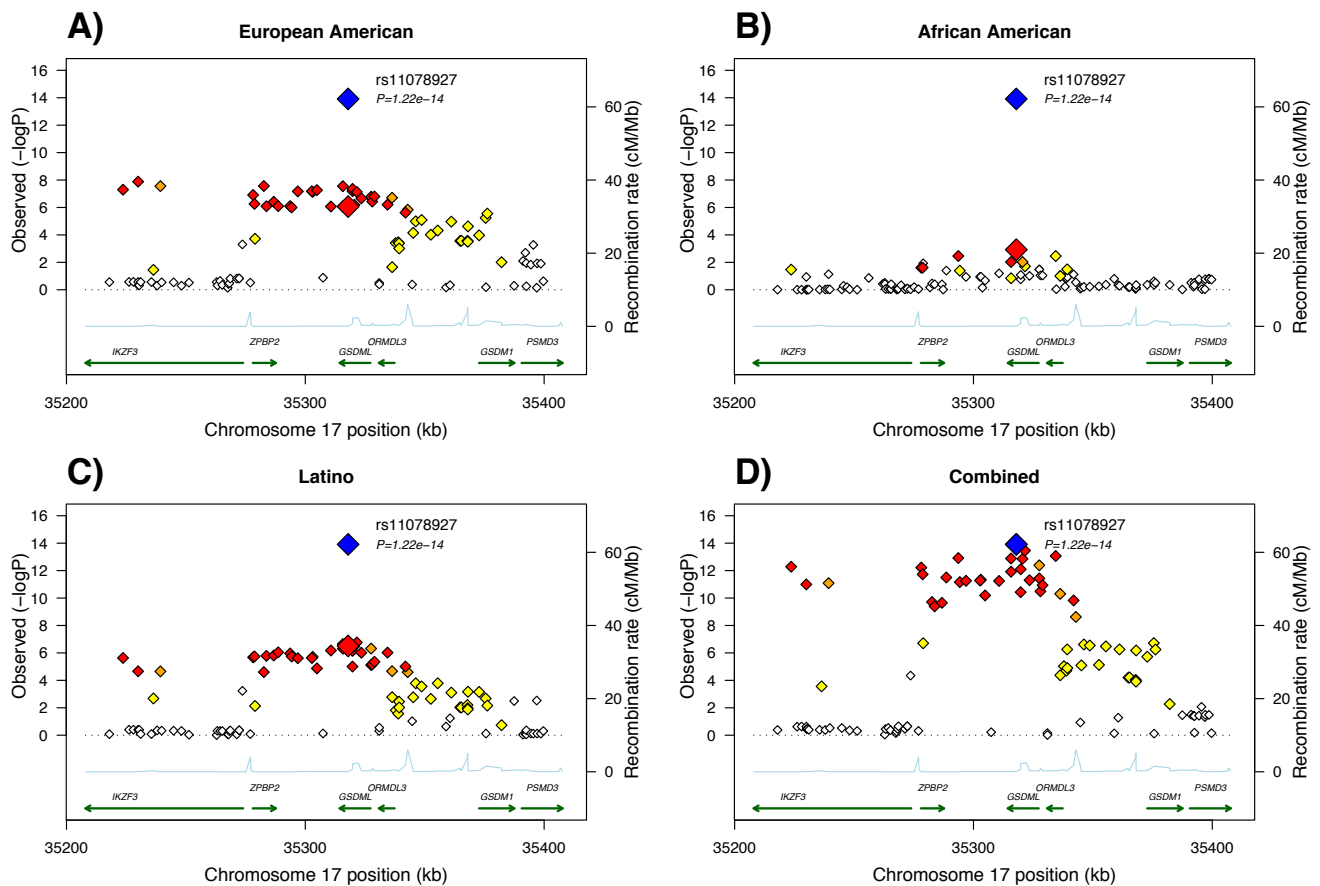 A)
European American
Observed (−logP)
16
14
12
10
8
6
4
2
0
rs11078927
P=1.22e−14
60
40
20
0
Recombination rate (cM/Mb)
IKZF3
ZPBP2
GSDML
ORMDL3
GSDM1
PSMD3
35200
35300
35400
Chromosome 17 position (kb)
B)
African American
Observed (−logP)
16
14
12
10
8
6
4
2
0
rs11078927
P=1.22e−14
60
40
20
0
Recombination rate (cM/Mb)
IKZF3
ZPBP2
GSDML
ORMDL3
GSDM1
PSMD3
35200
35300
35400
Chromosome 17 position (kb)
C)
Latino
Observed (−logP)
16
14
12
10
8
6
4
2
0
rs11078927
P=1.22e−14
60
40
20
0
Recombination rate (cM/Mb)
IKZF3
ZPBP2
GSDML
ORMDL3
GSDM1
PSMD3
35200
35300
35400
Chromosome 17 position (kb)
D)
Combined
Observed (−logP)
16
14
12
10
8
6
4
2
0
rs11078927
P=1.22e−14
60
40
20
0
Recombination rate (cM/Mb)
IKZF3
ZPBP2
GSDML
ORMDL3
GSDM1
PSMD3
35200
35300
35400
Chromosome 17 position (kb)